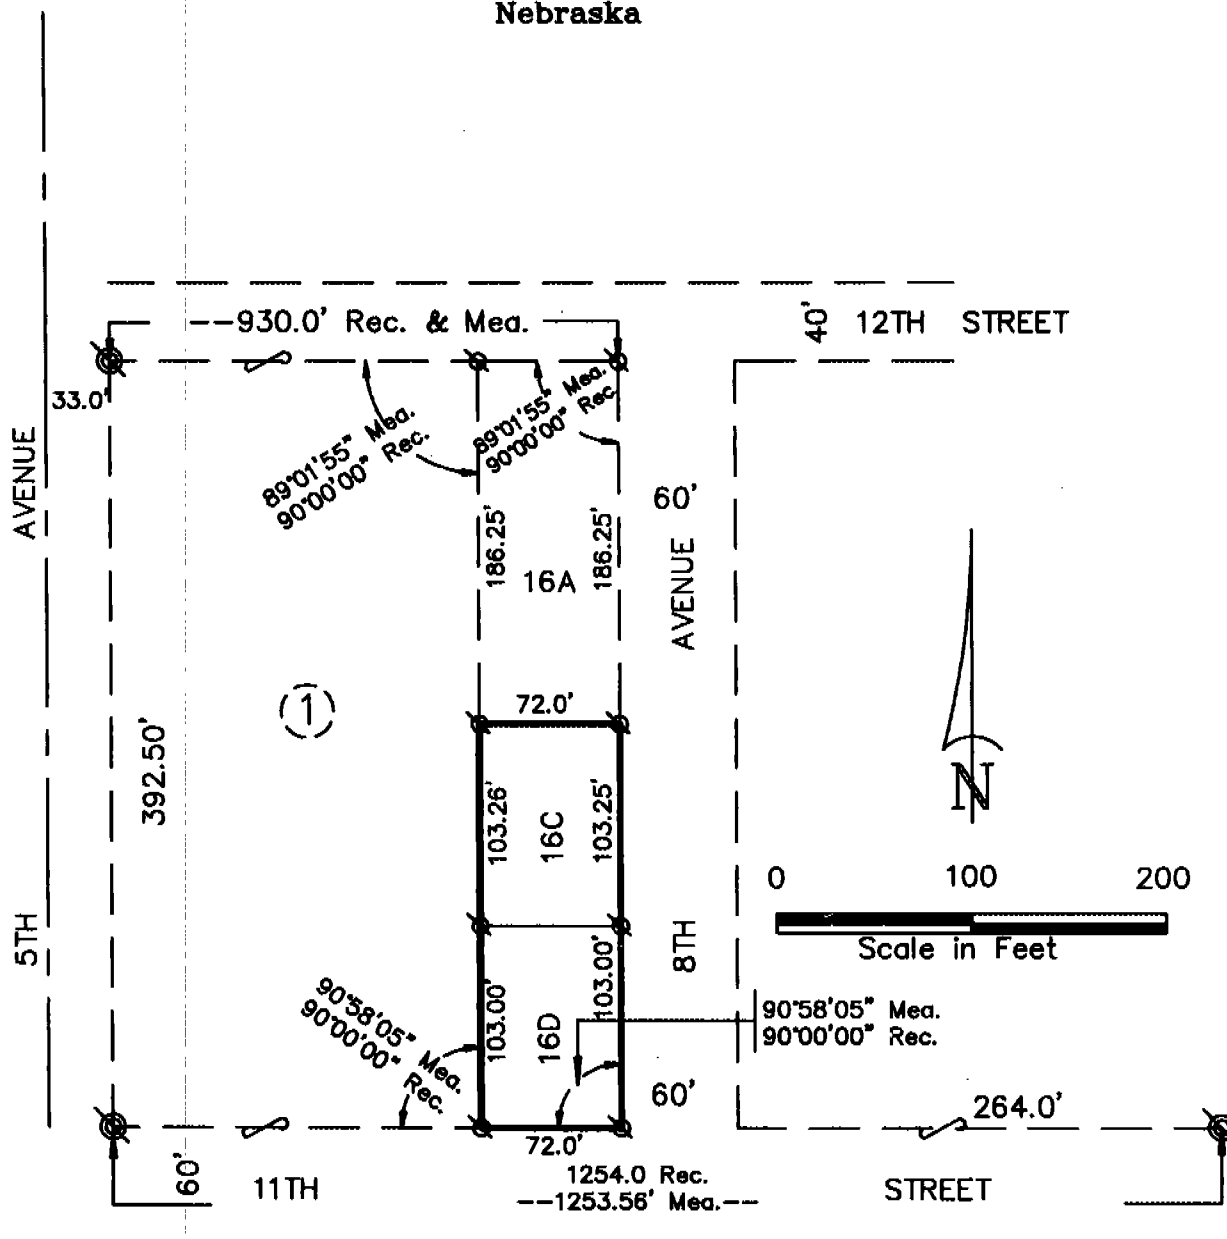 Nebraska
--930.0' Rec. & Mea.
40' 12TH STREET
33.0'
89°01'55" Mea.
90°00'00" Rec.
89°01'55" Mea.
90°00'00" Rec.
AVENUE
60'
186.25'
16A
186.25'
AVENUE
1
72.0'
392.50'
103.26'
16C
103.25'
N
0 100 200
Scale in Feet
5TH
8TH
90°58'05" Mea.
90°00'00" Rec.
103.00'
16D
103.00'
90°58'05" Mea.
90°00'00" Rec.
60'
264.0'
72.0'
60'
11TH
1254.0 Rec.
--1253.56' Mea.--
STREET